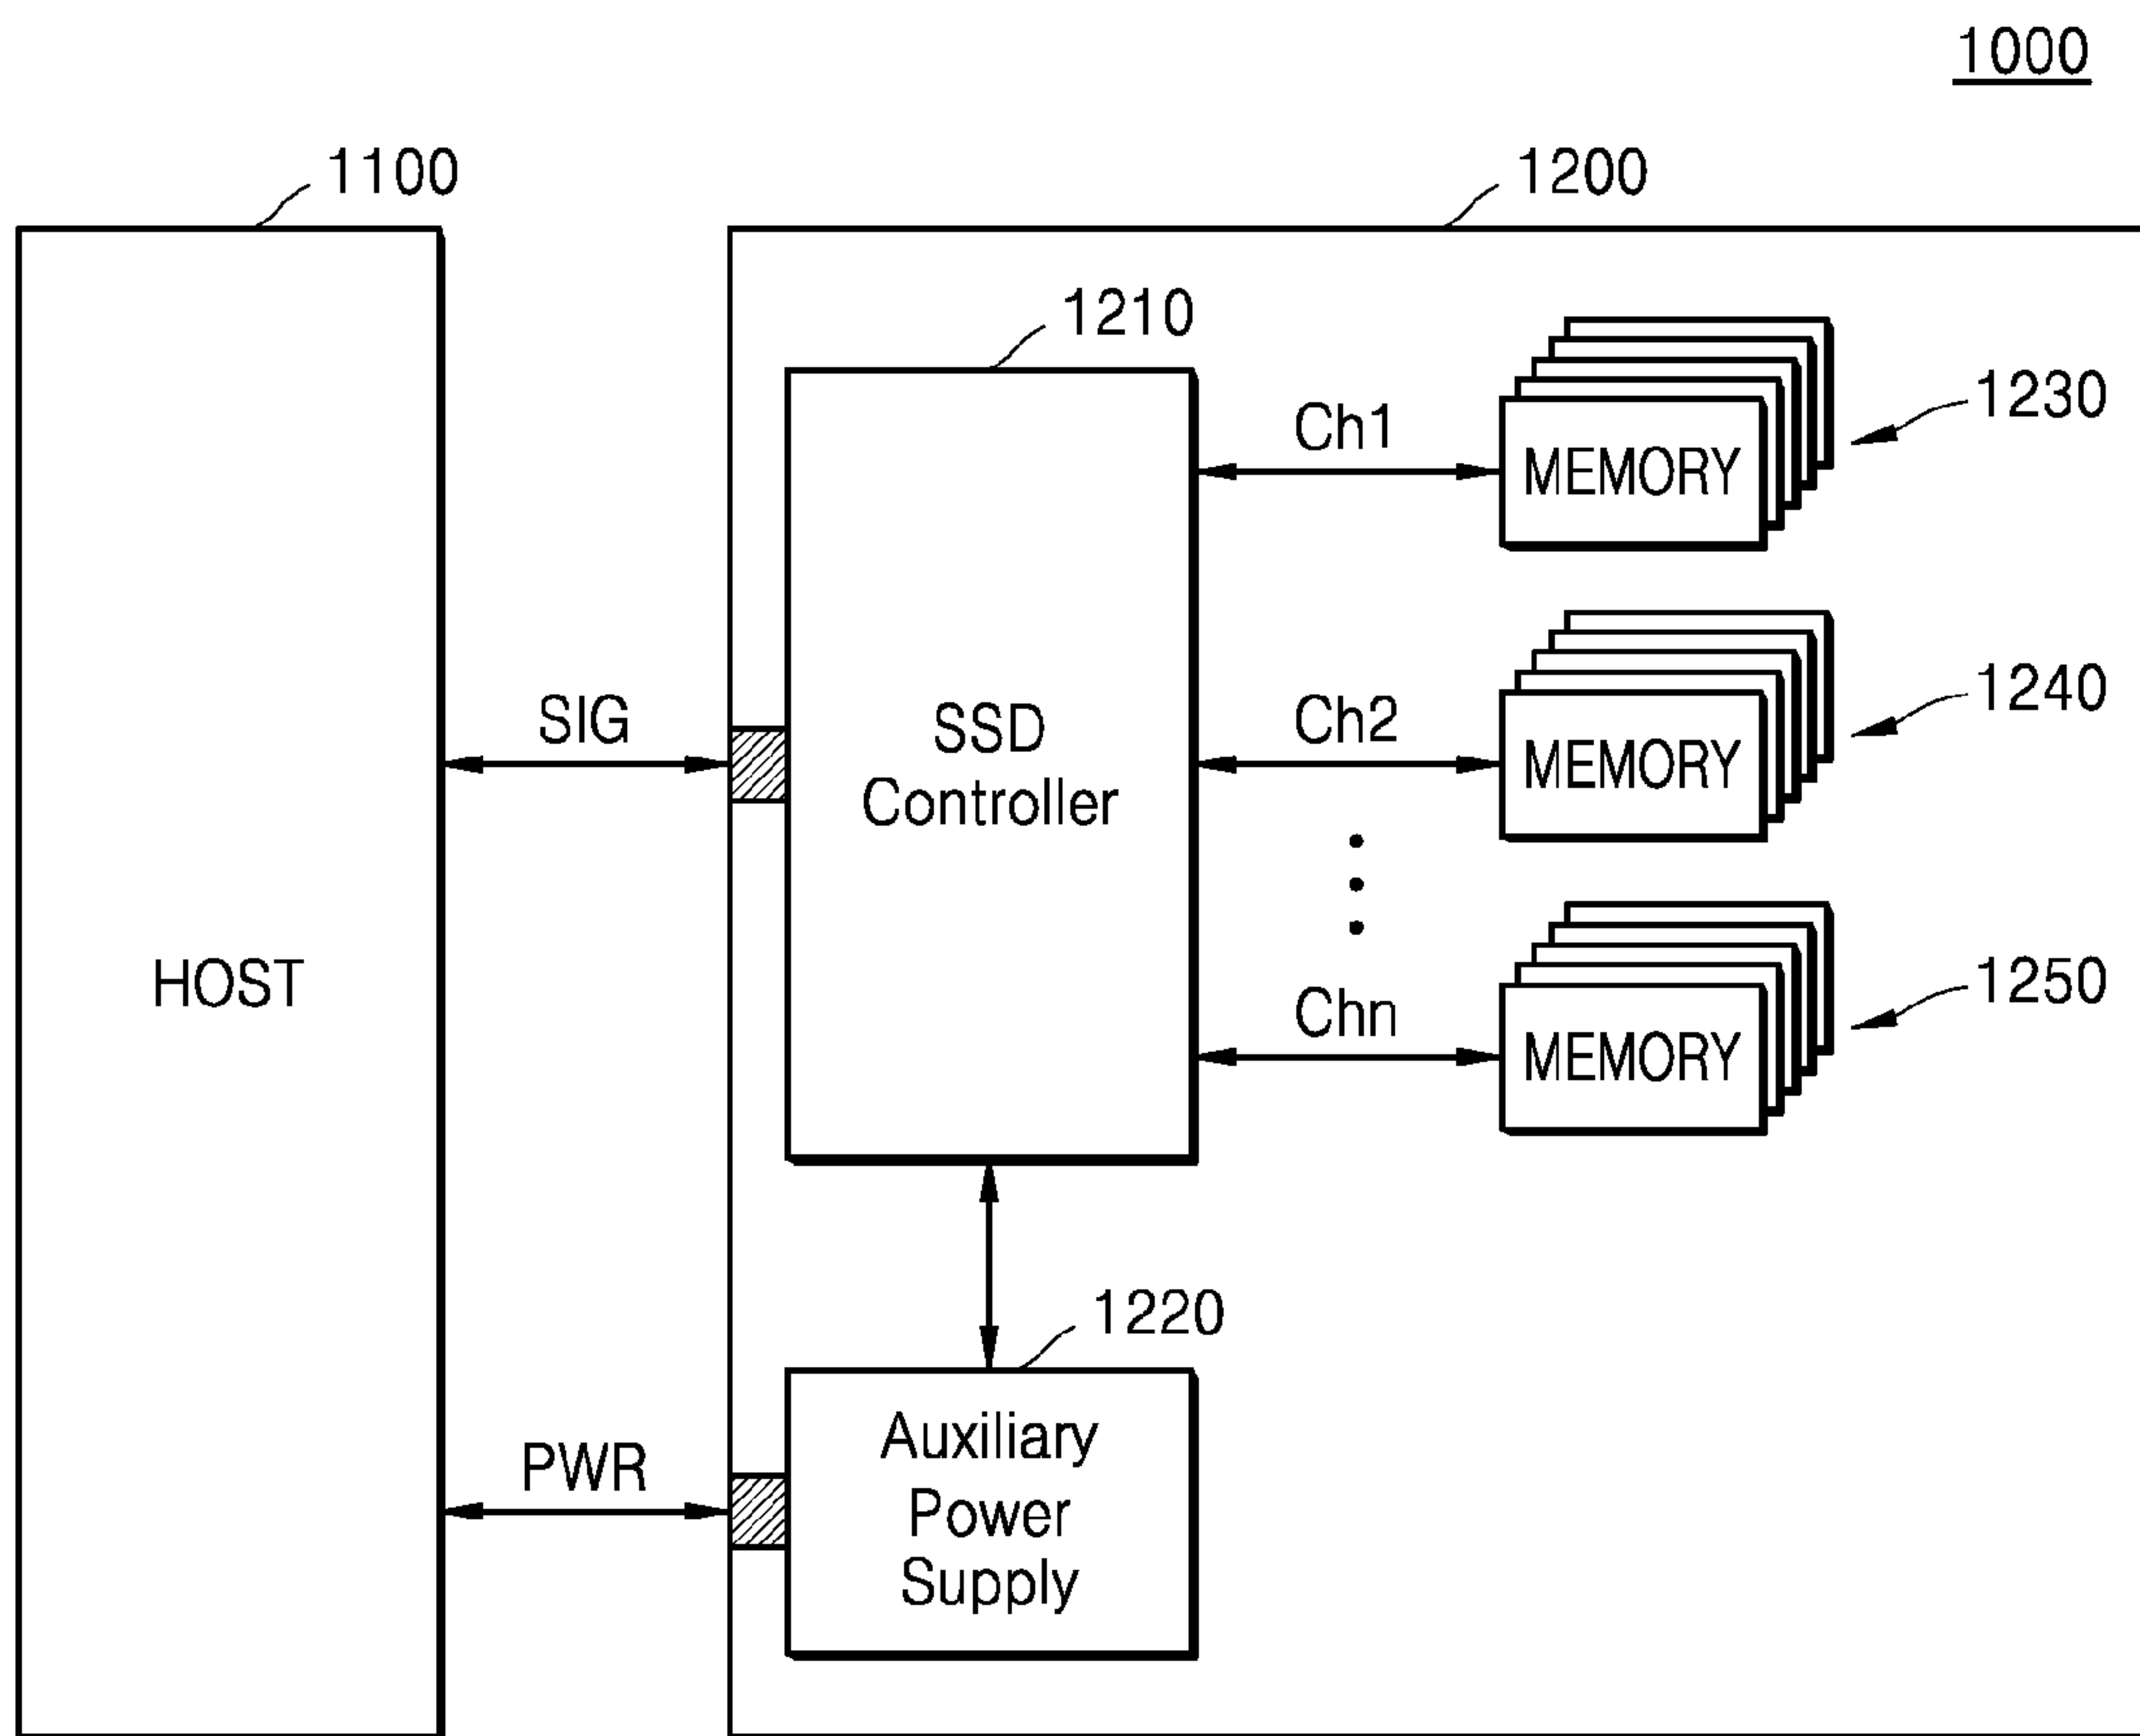 1000
1100
1200
1210
Ch1
MEMORY
1230
SIG
SSD
Controller
Ch2
MEMORY
1240
HOST
Chn
MEMORY
1250
1220
PWR
Auxiliary
Power
Supply